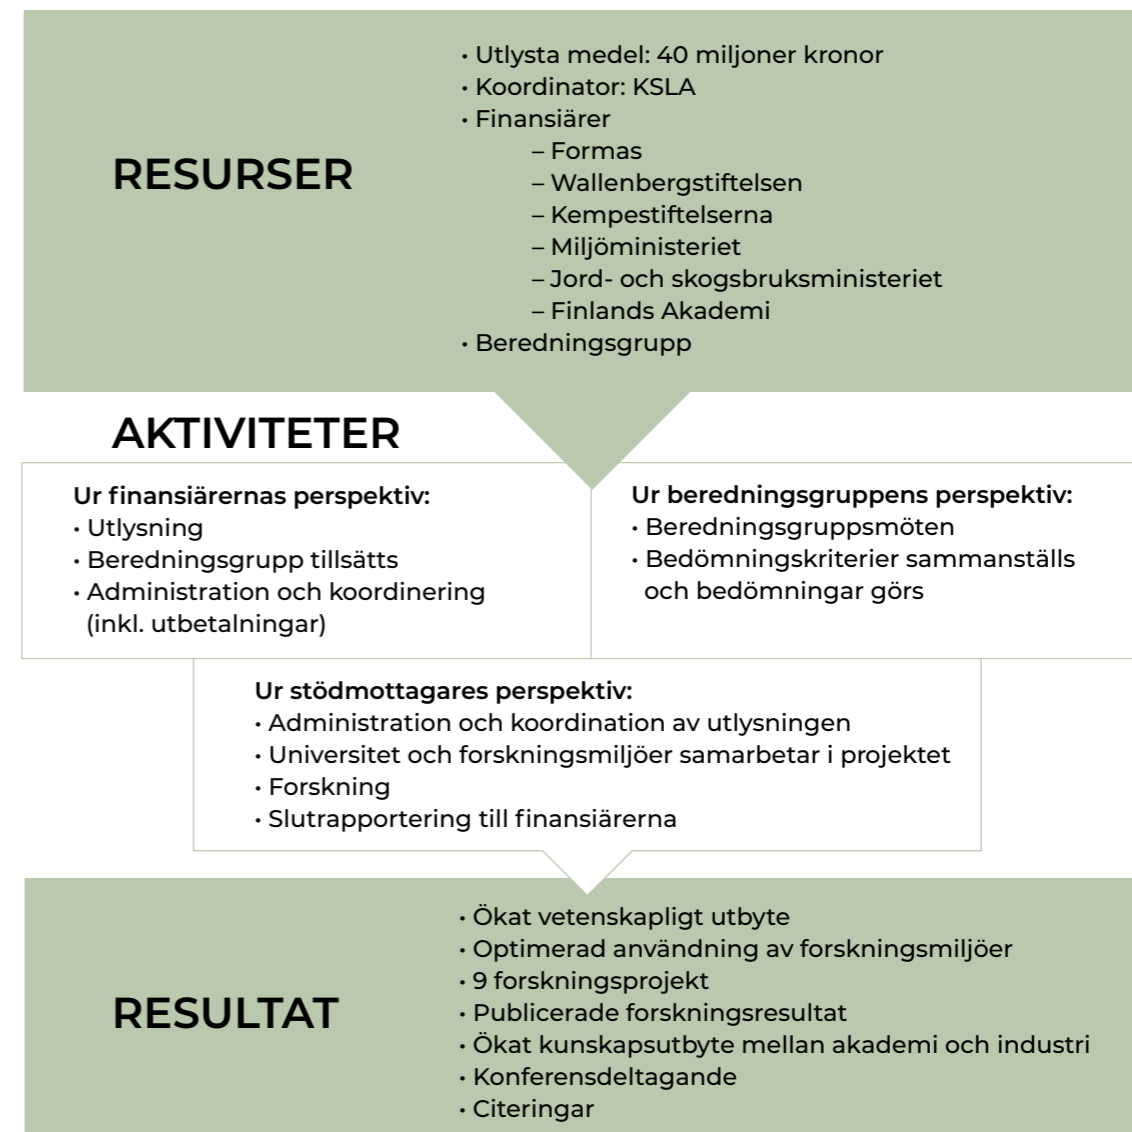 RESURSER
• Utlysta medel: 40 miljoner kronor
• Koordinator: KSLA
• Finansiärer
– Formas
– Wallenbergstiftelsen
– Kempestiftelserna
– Miljöministeriet
– Jord- och skogsbruksministeriet
– Finlands Akademi
• Beredningsgrupp
AKTIVITETER
Ur finansiärernas perspektiv:
• Utlysning
• Beredningsgrupp tillsätts
• Administration och koordinering
(inkl. utbetalningar)
Ur beredningsgruppens perspektiv:
• Beredningsgruppsmöten
• Bedömningskriterier sammanställs
och bedömningar görs
Ur stödmottagares perspektiv:
• Administration och koordination av utlysningen
• Universitet och forskningsmiljöer samarbetar i projektet
• Forskning
• Slutrapportering till finansiärerna
RESULTAT
• Ökat vetenskapligt utbyte
• Optimerad användning av forskningsmiljöer
• 9 forskningsprojekt
• Publicerade forskningsresultat
• Ökat kunskapsutbyte mellan akademi och industri
• Konferensdeltagande
• Citeringar